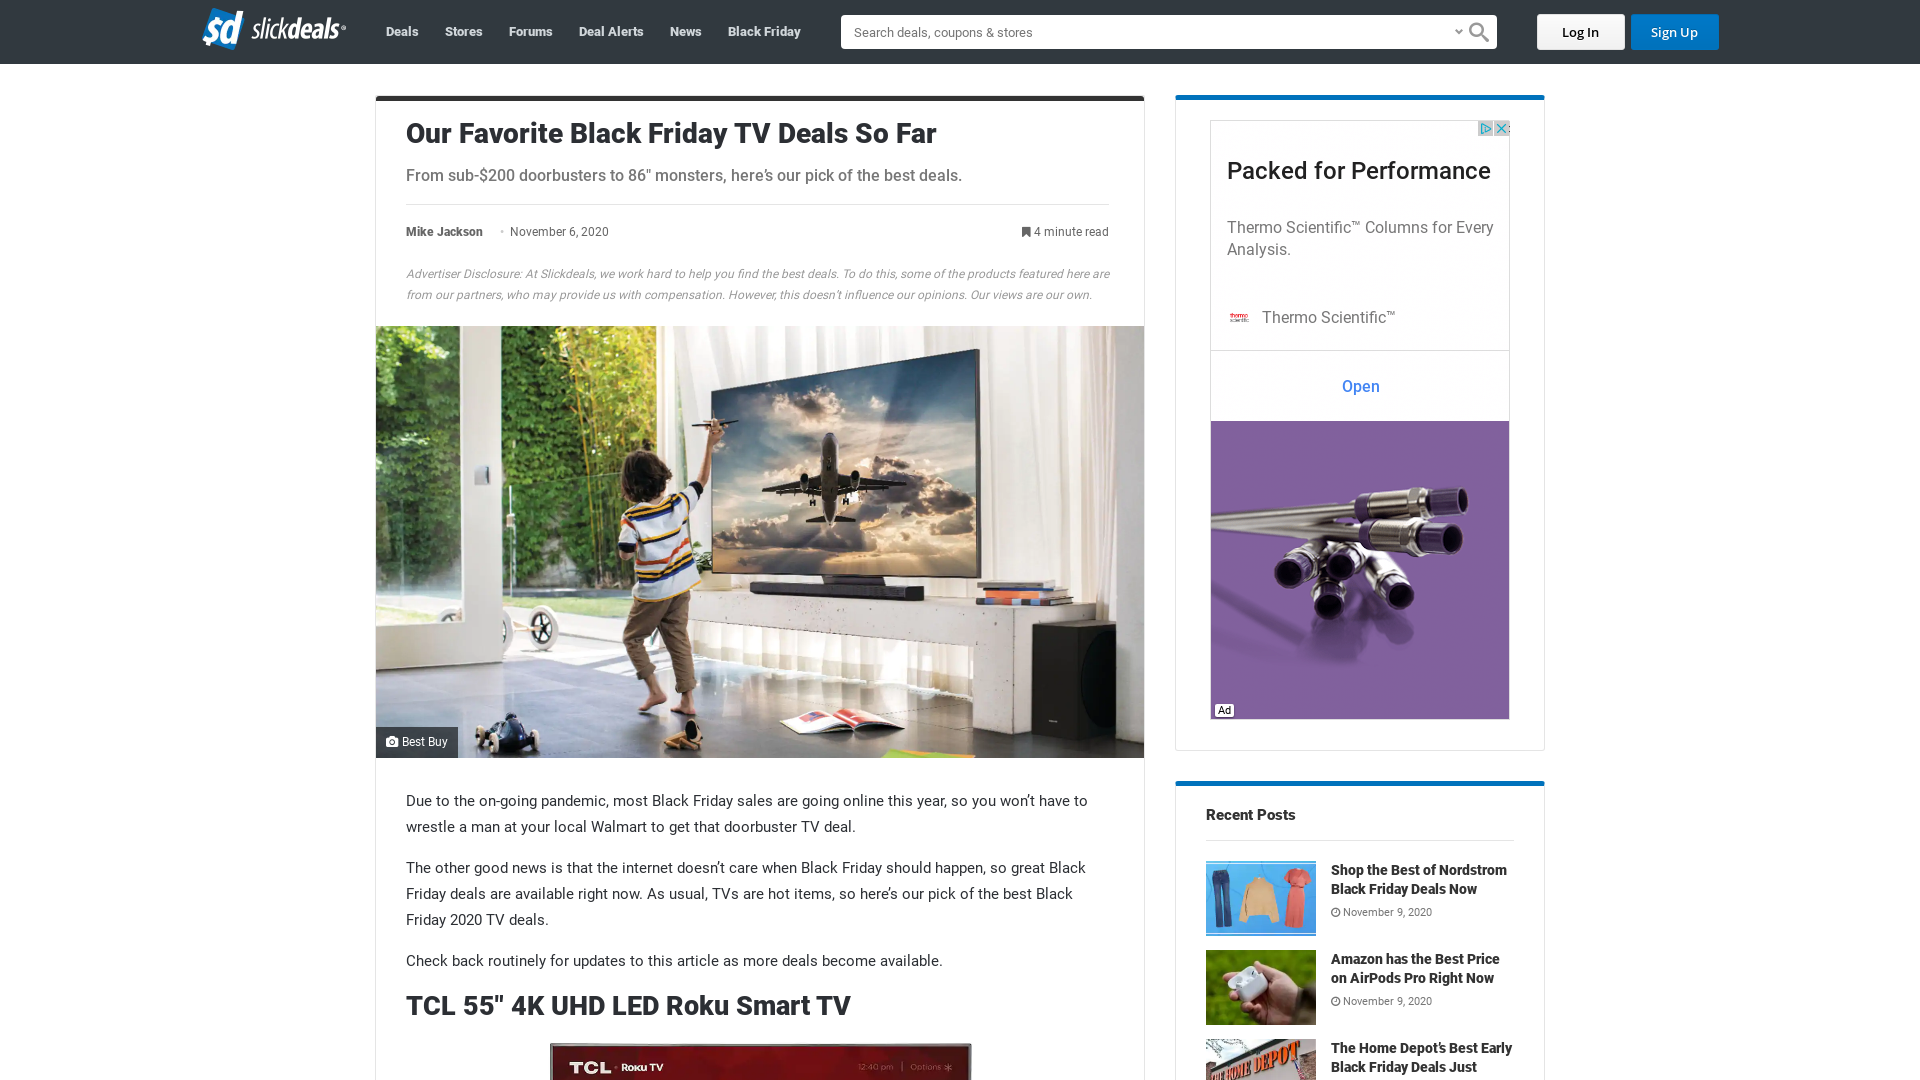 sd slickdeals
Deals
Stores
Forums
Deal Alerts
News
Black Friday
Search deals, coupons & stores
Log In
Sign Up
Our Favorite Black Friday TV Deals So Far
From sub-$200 doorbusters to 86" monsters, here’s our pick of the best deals.
Mike Jackson • November 6, 2020
4 minute read
Advertiser Disclosure: At Slickdeals, we work hard to help you find the best deals. To do this, some of the products featured here are
from our partners, who may provide us with compensation. However, this doesn’t influence our opinions. Our views are our own.
Best Buy
Due to the on-going pandemic, most Black Friday sales are going online this year, so you won’t have to
wrestle a man at your local Walmart to get that doorbuster TV deal.
The other good news is that the internet doesn’t care when Black Friday should happen, so great Black
Friday deals are available right now. As usual, TVs are hot items, so here’s our pick of the best Black
Friday 2020 TV deals.
Check back routinely for updates to this article as more deals become available.
TCL 55" 4K UHD LED Roku Smart TV
TCL • Roku TV
12:40 pm | Options ✳
Packed for Performance
Thermo Scientific™ Columns for Every
Analysis.
thermo
scientific
Thermo Scientific™
Open
Ad
Recent Posts
Shop the Best of Nordstrom
Black Friday Deals Now
November 9, 2020
Amazon has the Best Price
on AirPods Pro Right Now
November 9, 2020
THE HOME DEPOT
The Home Depot’s Best Early
Black Friday Deals Just